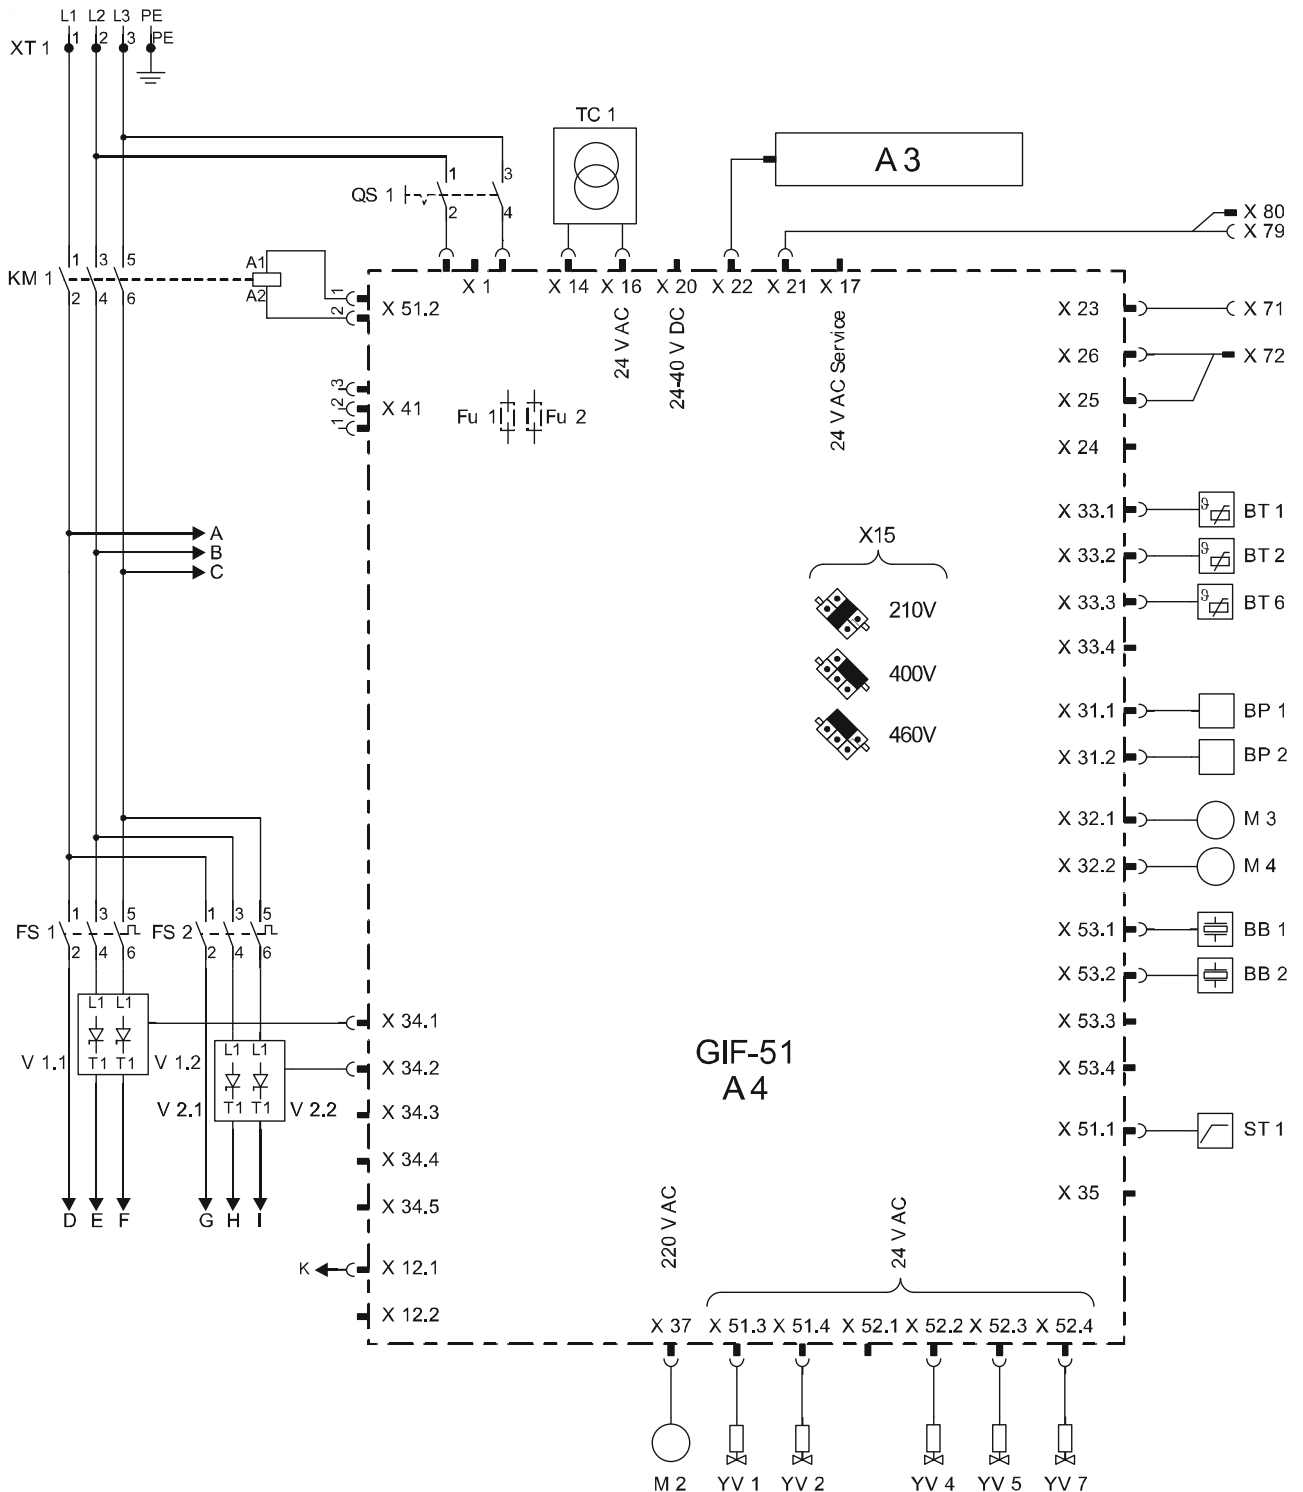 L1 L2 L3 PE
XT 1 1 2 3 PE
TC 1
A 3
QS 1 1 3
2 4
X 80
X 79
KM 1 1 3 5
2 4 6
A1
A2
1
2
X 51.2
X 1 X 14 X 16 X 20 X 22 X 21 X 17
24 V AC
24-40 V DC
24 V AC Service
X 23 X 71
X 26 X 72
X 25
X 24
3
2
1
X 41
Fu 1 Fu 2
X 33.1 ϑ BT 1
X 33.2 ϑ BT 2
X 33.3 ϑ BT 6
X 33.4
A
B
C
X15
210V
400V
460V
X 31.1 BP 1
X 31.2 BP 2
X 32.1 M 3
X 32.2 M 4
X 53.1 BB 1
X 53.2 BB 2
X 53.3
X 53.4
X 51.1 ST 1
X 35
FS 1 1 3 5
2 4 6
FS 2 1 3 5
2 4 6
L1 L1
V 1.1 T1 T1 V 1.2
L1 L1
V 2.1 T1 T1 V 2.2
X 34.1
X 34.2
X 34.3
X 34.4
X 34.5
GIF-51
A 4
D E F G H I
K X 12.1
X 12.2
220 V AC
24 V AC
X 37 X 51.3 X 51.4 X 52.1 X 52.2 X 52.3 X 52.4
M 2 YV 1 YV 2 YV 4 YV 5 YV 7